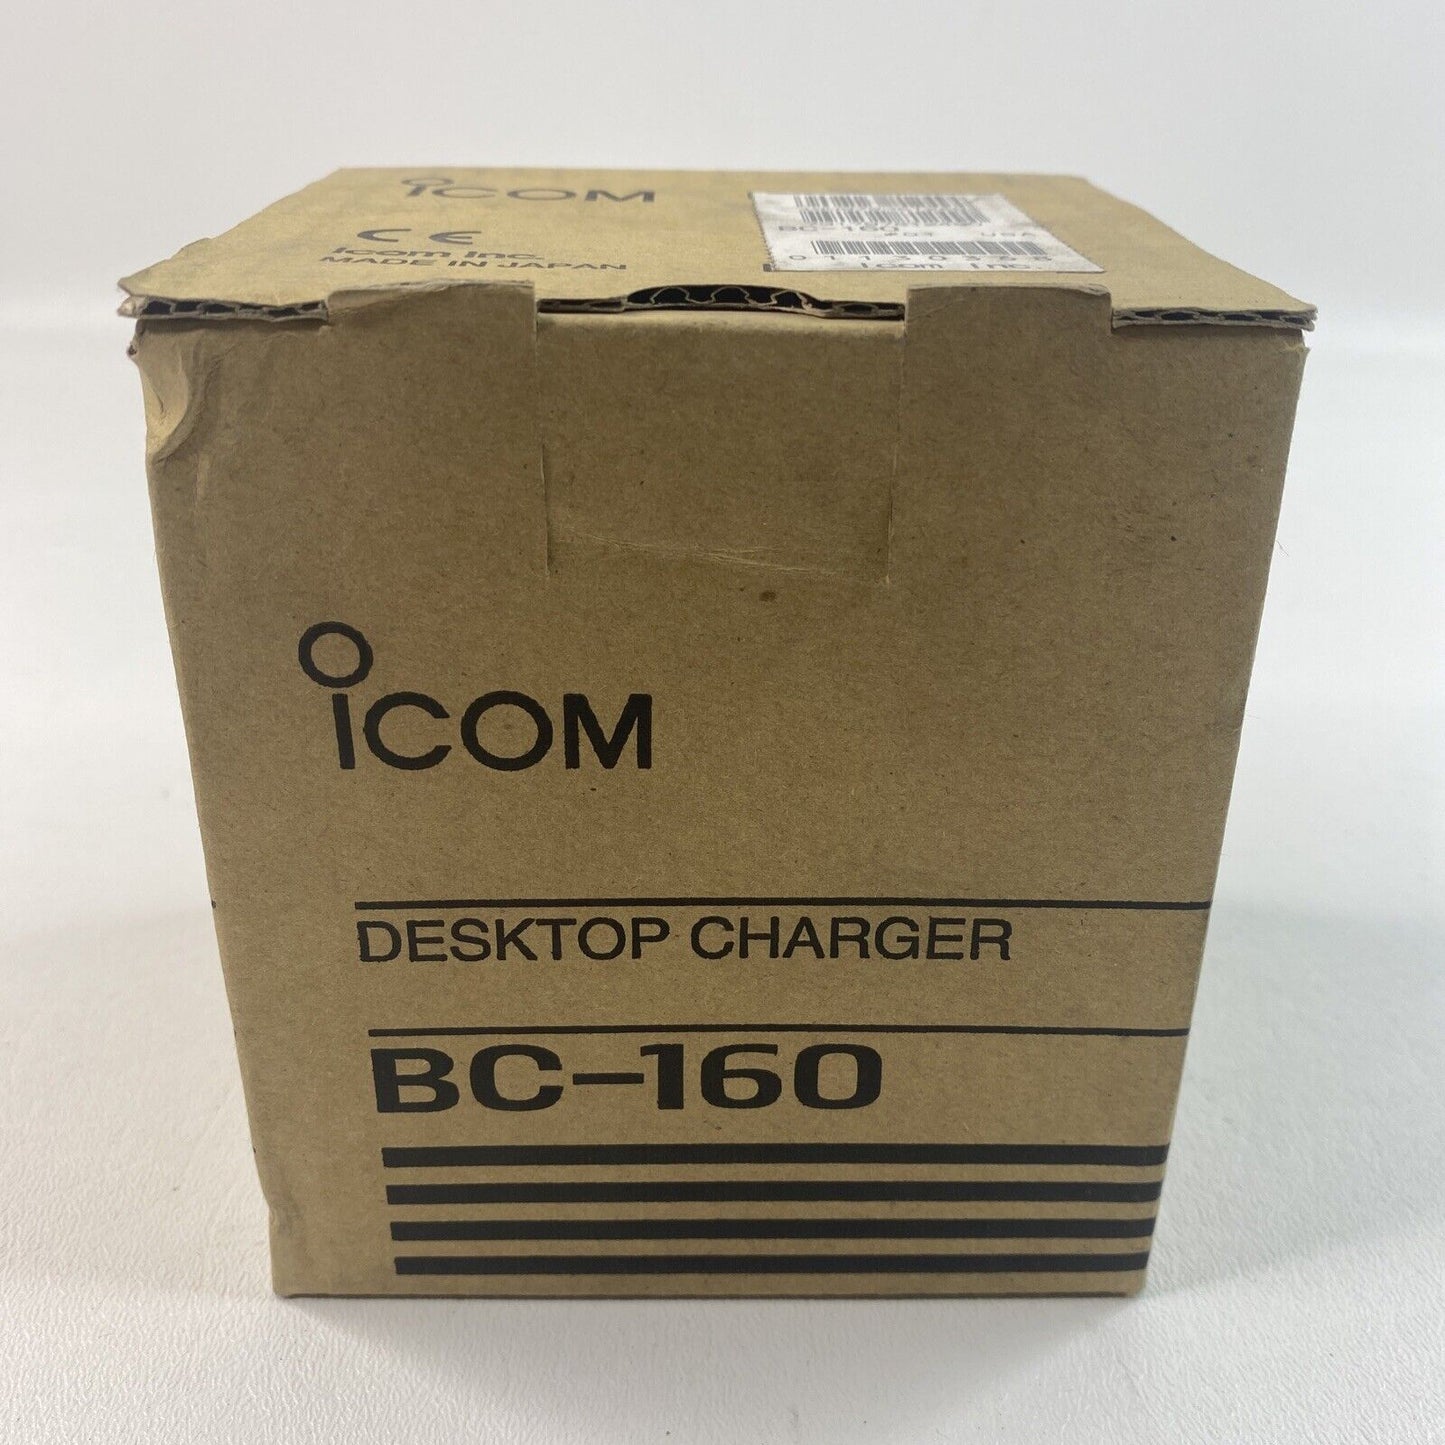 ICOM
CE
Icom Inc.
MADE IN JAPAN
BC-160
USA
Icom Inc.
ICOM
DESKTOP CHARGER
BC-160